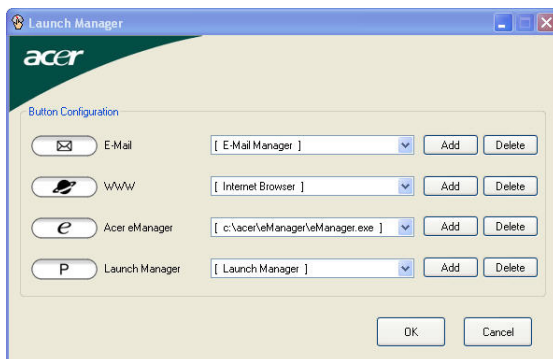 Launch Manager
acer
Button Configuration
E-Mail [ E-Mail Manager ] Add Delete
WWW [ Internet Browser ] Add Delete
e Acer eManager [ c:\acer\eManager\eManager.exe ] Add Delete
P Launch Manager [ Launch Manager ] Add Delete
OK Cancel